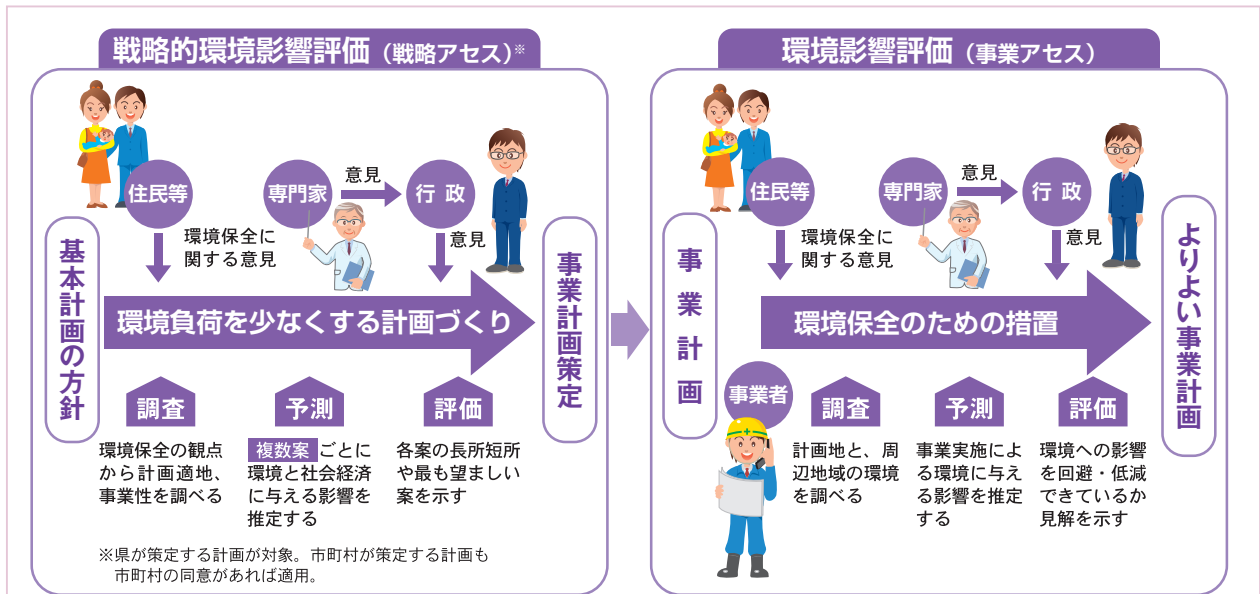 戦略的環境影響評価（戦略アセス）※
住民等
専門家
意見
行政
環境保全に
関する意見
意見
基本計画の方針
環境負荷を少なくする計画づくり
事業計画策定
調査
環境保全の観点
から計画適地、
事業性を調べる
予測
複数案ごとに
環境と社会経済
に与える影響を
推定する
評価
各案の長所短所
や最も望ましい
案を示す
※県が策定する計画が対象。市町村が策定する計画も
市町村の同意があれば適用。
環境影響評価（事業アセス）
住民等
専門家
意見
行政
環境保全に
関する意見
意見
事業計画
環境保全のための措置
よりよい事業計画
事業者
調査
計画地と、周
辺地域の環境
を調べる
予測
事業実施によ
る環境に与え
る影響を推定
する
評価
環境への影響
を回避・低減
できているか
見解を示す